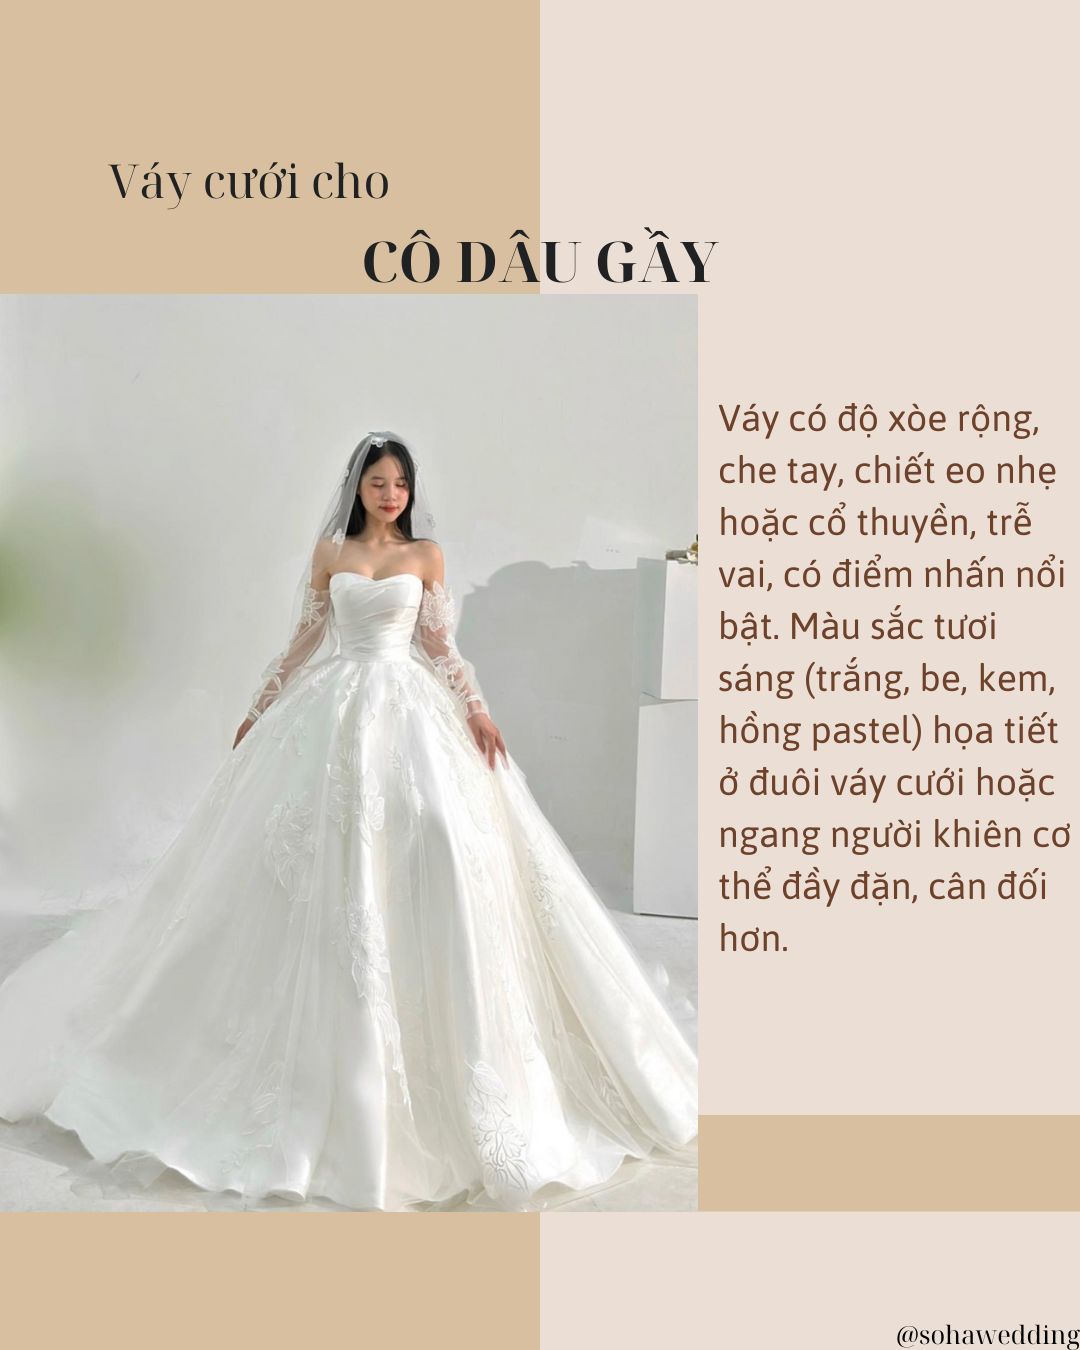 Váy cưới cho
CÔ DÂU GẦY
Váy có độ xòe rộng,
che tay, chiết eo nhẹ
hoặc cổ thuyền, trễ
vai, có điểm nhấn nổi
bật. Màu sắc tươi
sáng (trắng, be, kem,
hồng pastel) họa tiết
ở đuôi váy cưới hoặc
ngang người khiên cơ
thể đầy đặn, cân đối
hơn.
@sohawedding